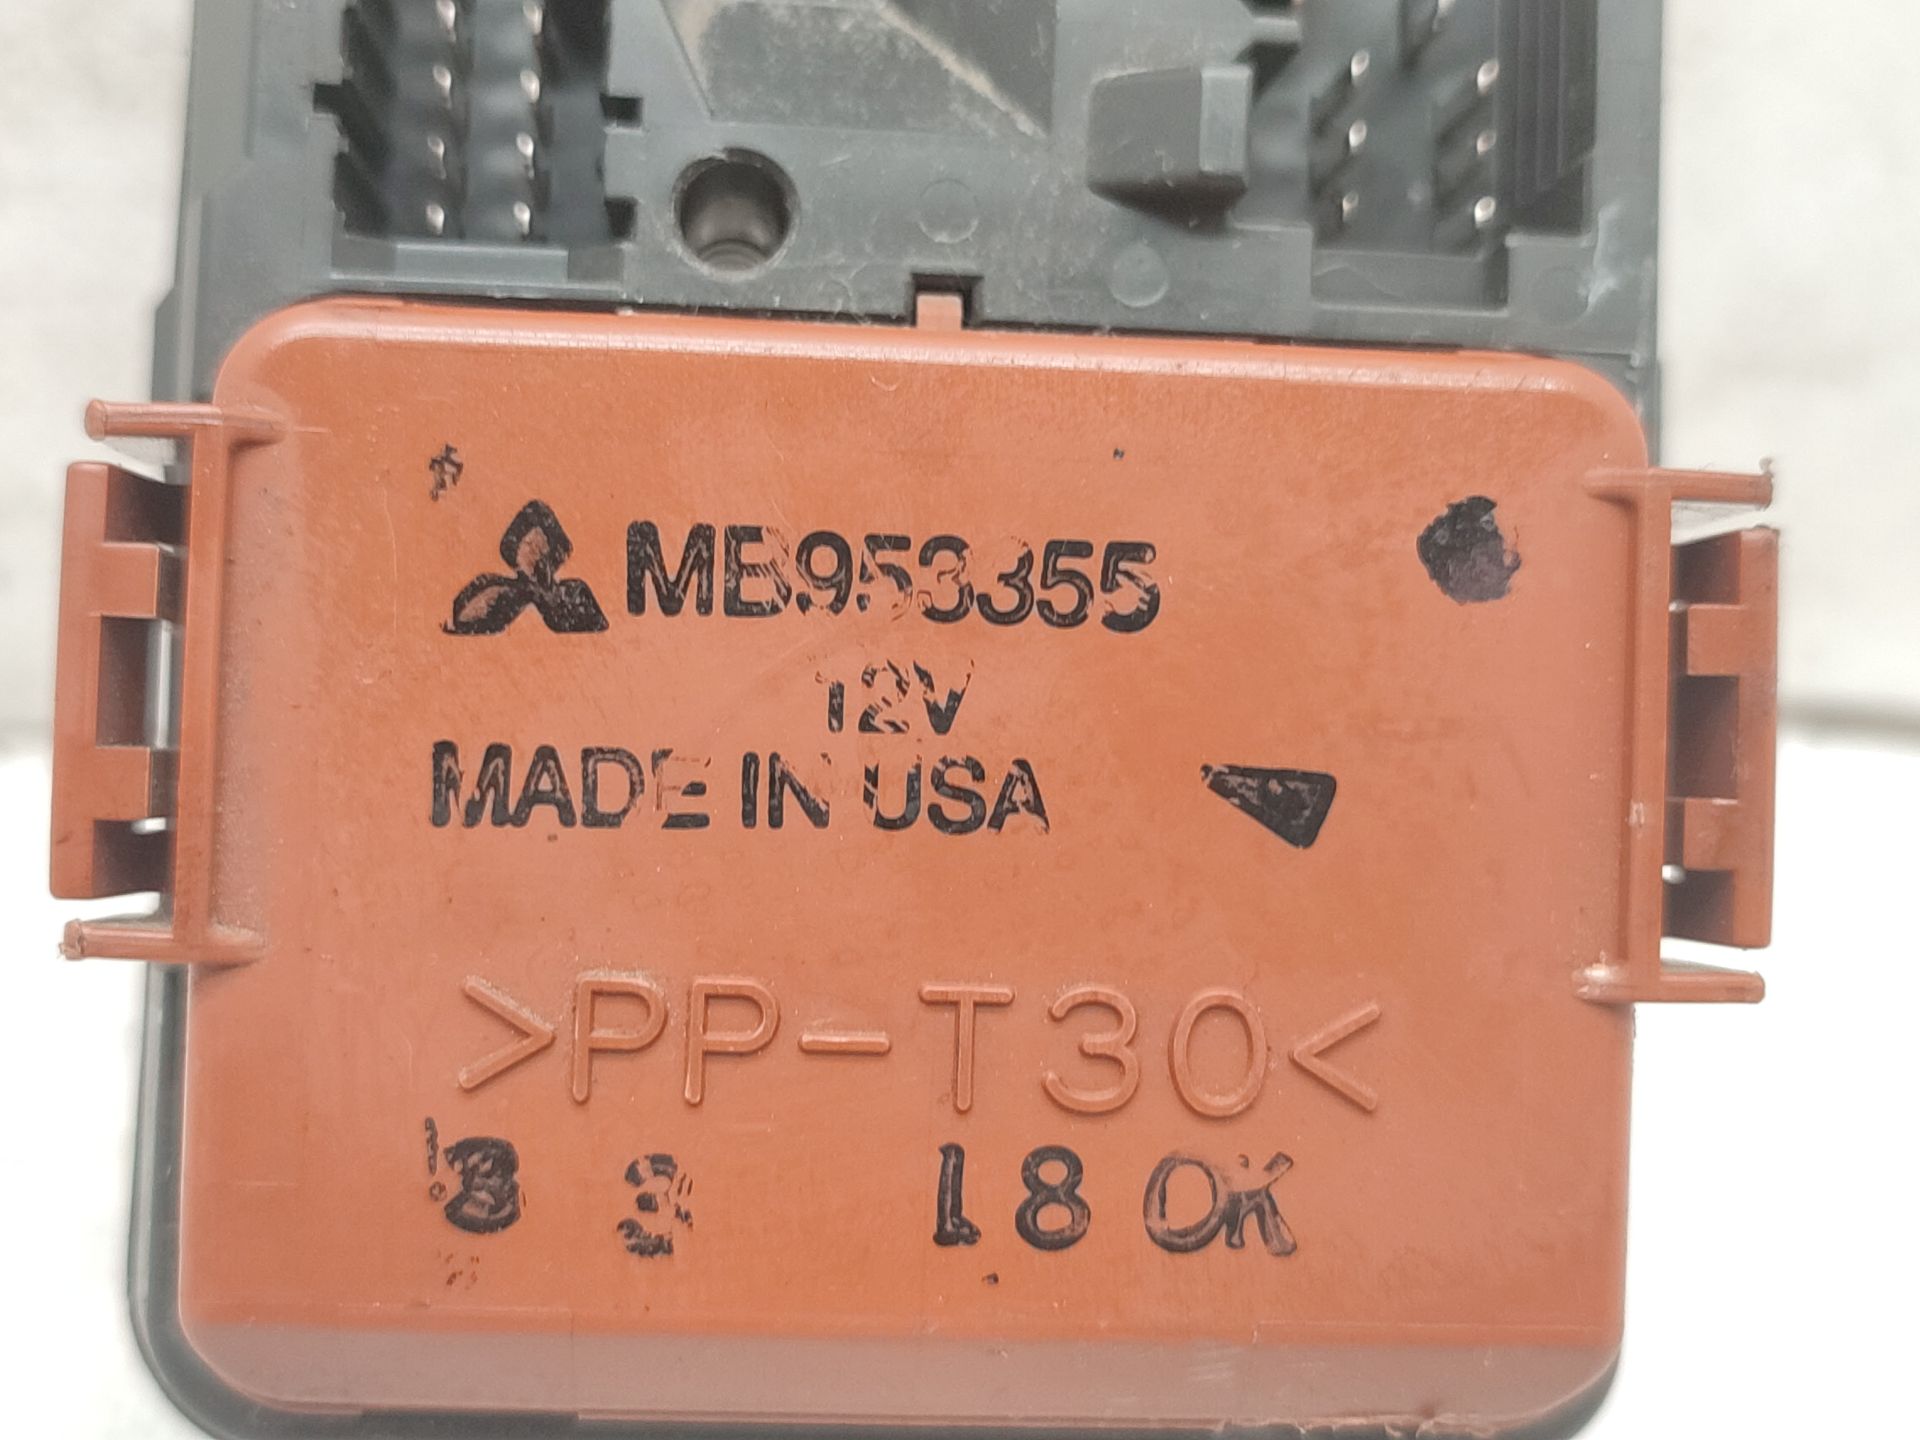 MB953355
12V
MADE IN USA
>PP-T30<
3 3 18 OK